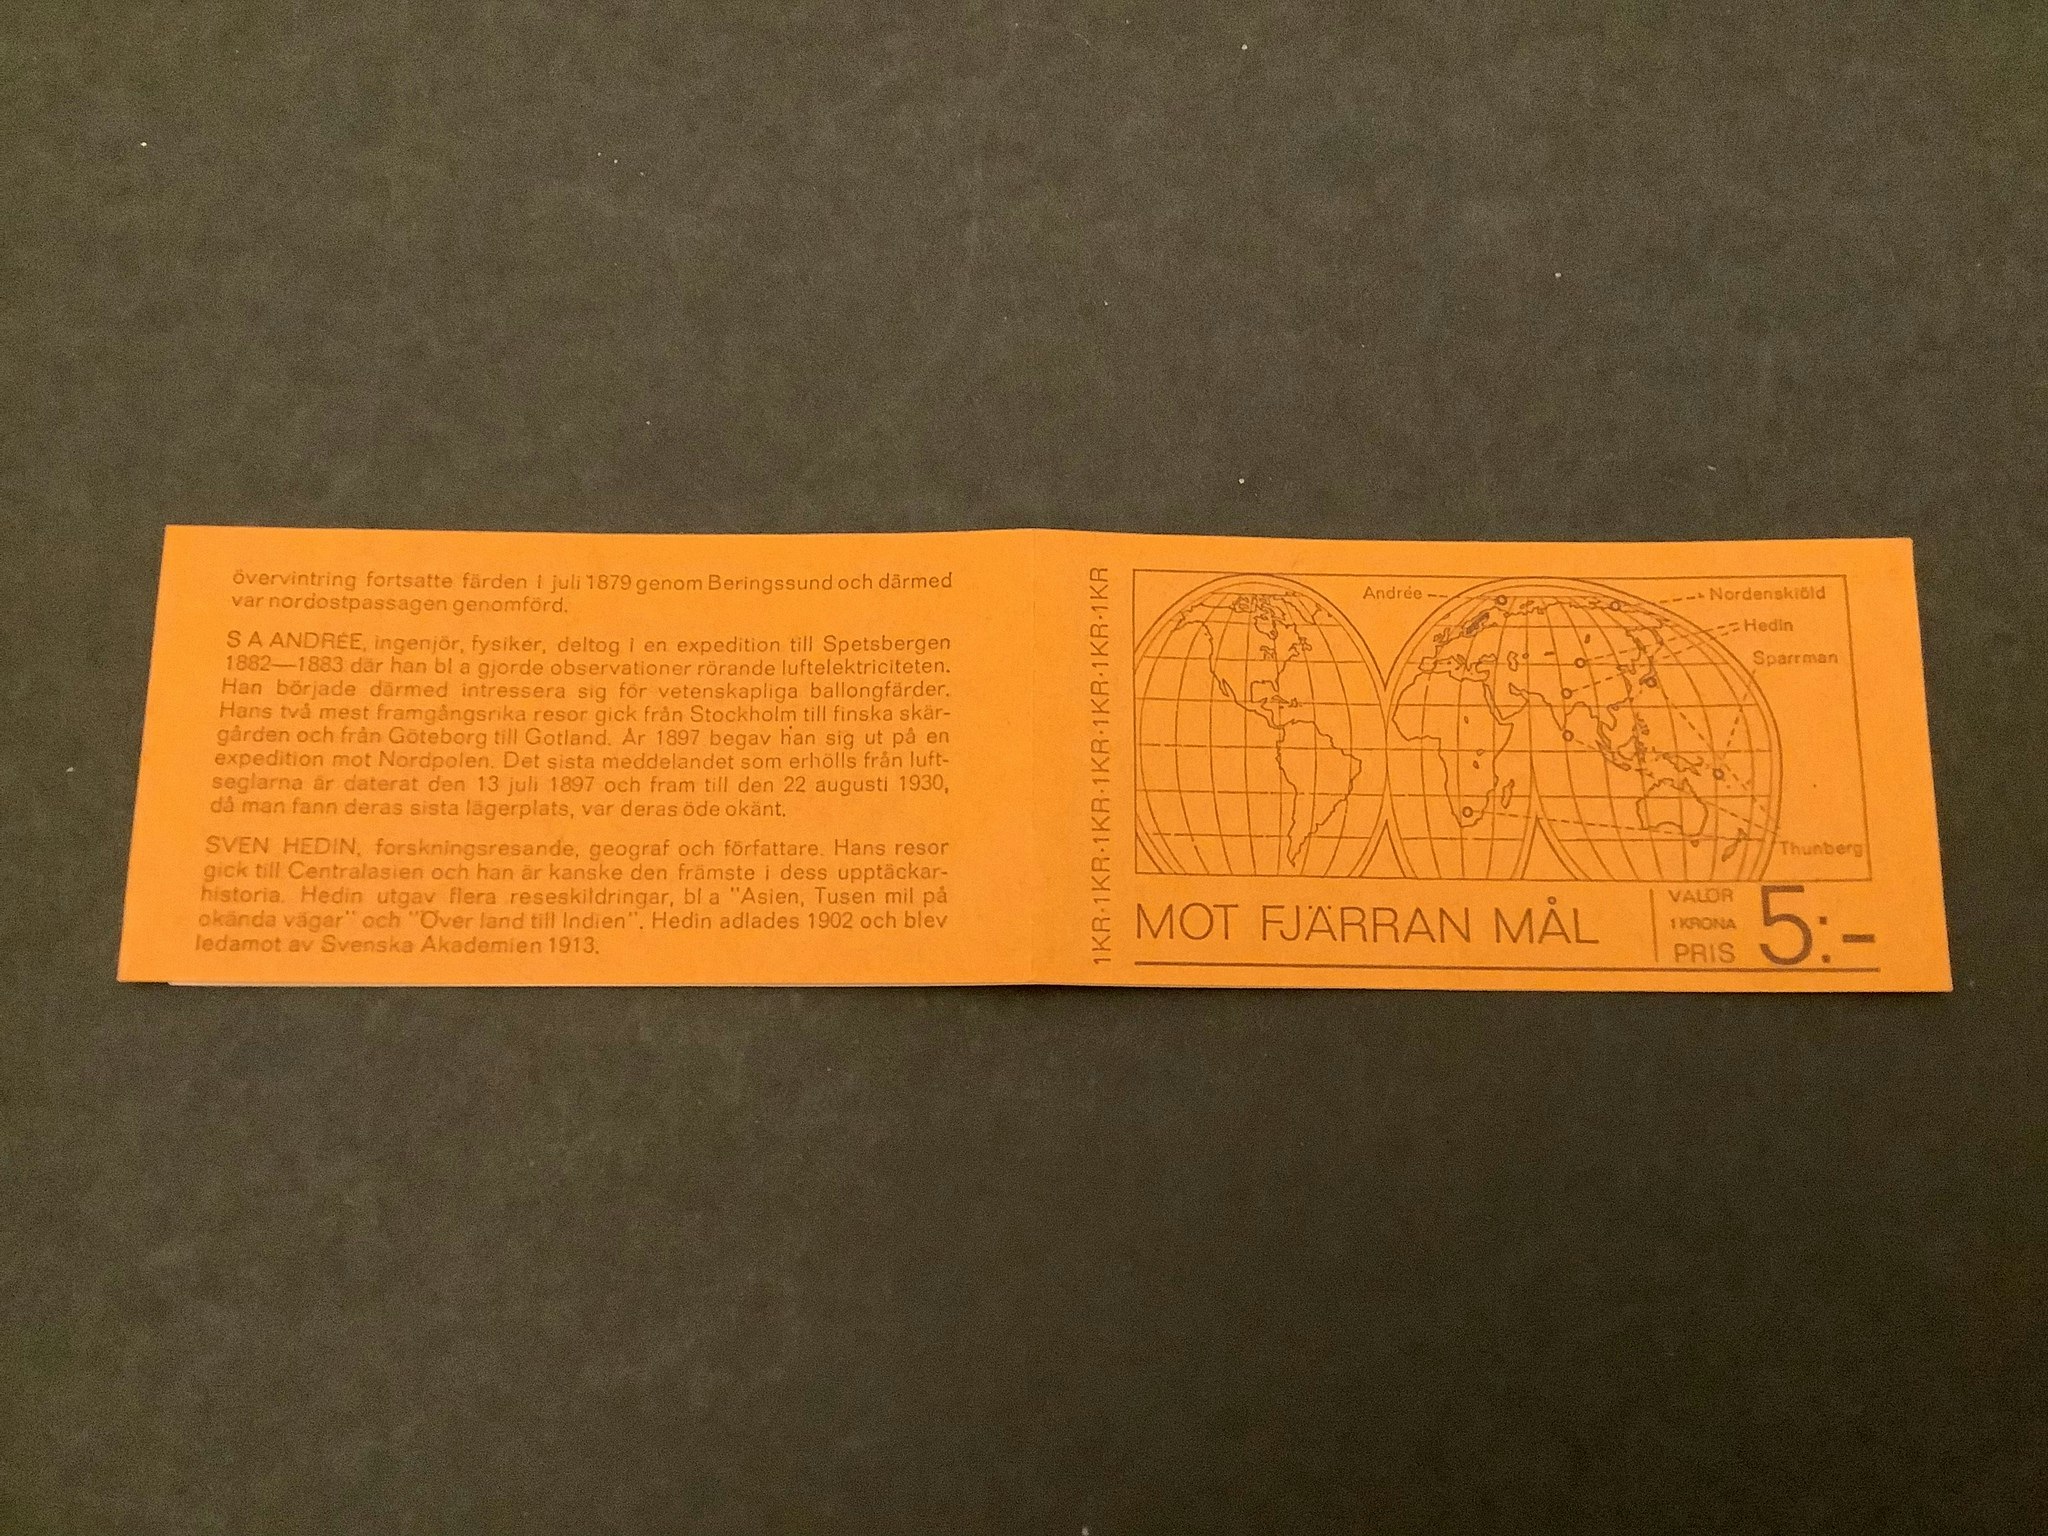 övervintring fortsatte färden i juli 1879 genom Beringssund och därmed
var nordostpassagen genomförd.
S A ANDRÉE, ingenjör, fysiker, deltog i en expedition till Spetsbergen
1882—1883 där han bl a gjorde observationer rörande luftelektriciteten.
Han började därmed intressera sig för vetenskapliga ballongfärder.
Hans två mest framgångsrika resor gick från Stockholm till finska skär-
gården och från Göteborg till Gotland. År 1897 begav han sig ut på en
expedition mot Nordpolen. Det sista meddelandet som erhölls från luft-
seglarna är daterat den 13 juli 1897 och fram till den 22 augusti 1930,
då man fann deras sista lägerplats, var deras öde okänt.
SVEN HEDIN, forskningsresande, geograf och författare. Hans resor
gick till Centralasien och han är kanske den främste i dess upptäckar-
historia. Hedin utgav flera reseskildringar, bl a "Asien, Tusen mil på
okända vägar" och "Över land till Indien". Hedin adlades 1902 och blev
ledamot av Svenska Akademien 1913.
1KR·1KR·1KR·1KR·1KR·1KR·1KR
Andrée
Nordenskiöld
Hedin
Sparrman
Thunberg
MOT FJÄRRAN MÅL
VALÖR
1 KRONA
PRIS 5:-